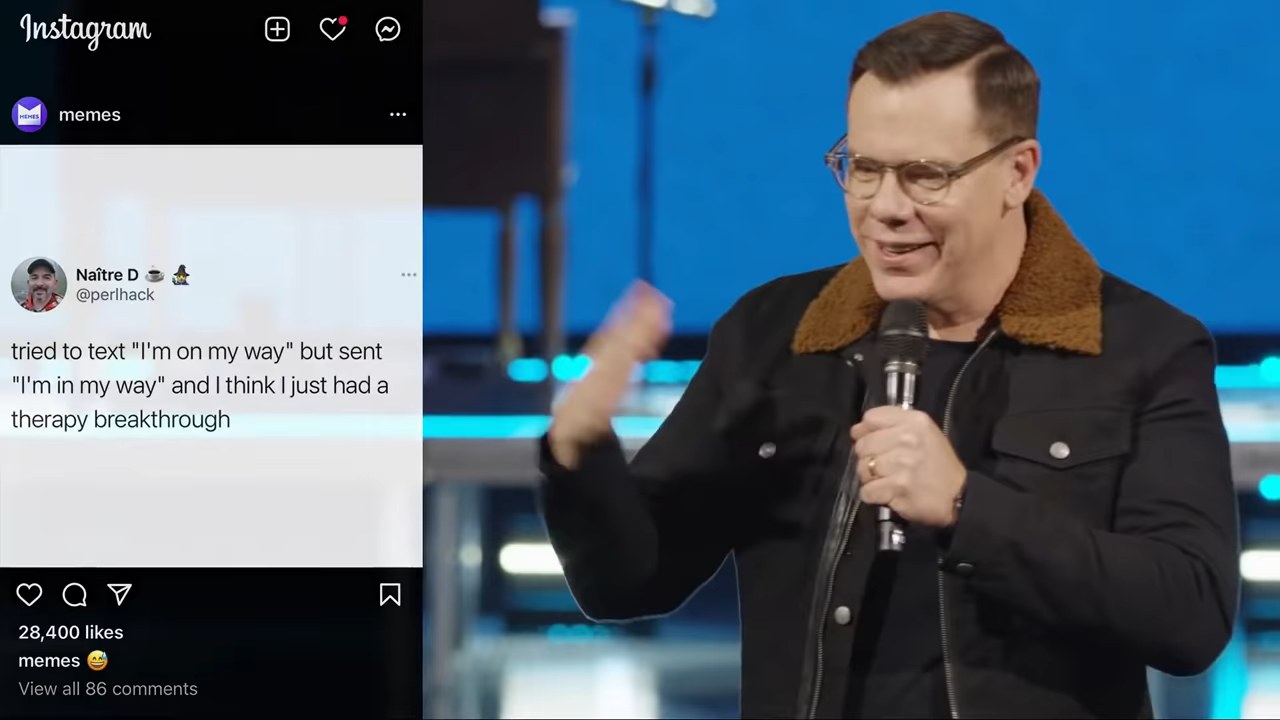 Instagram
MEMES
memes
Naître D ☕ 🧙‍♀️
@perlhack
tried to text "I'm on my way" but sent
"I'm in my way" and I think I just had a
therapy breakthrough
28,400 likes
memes 😅
View all 86 comments